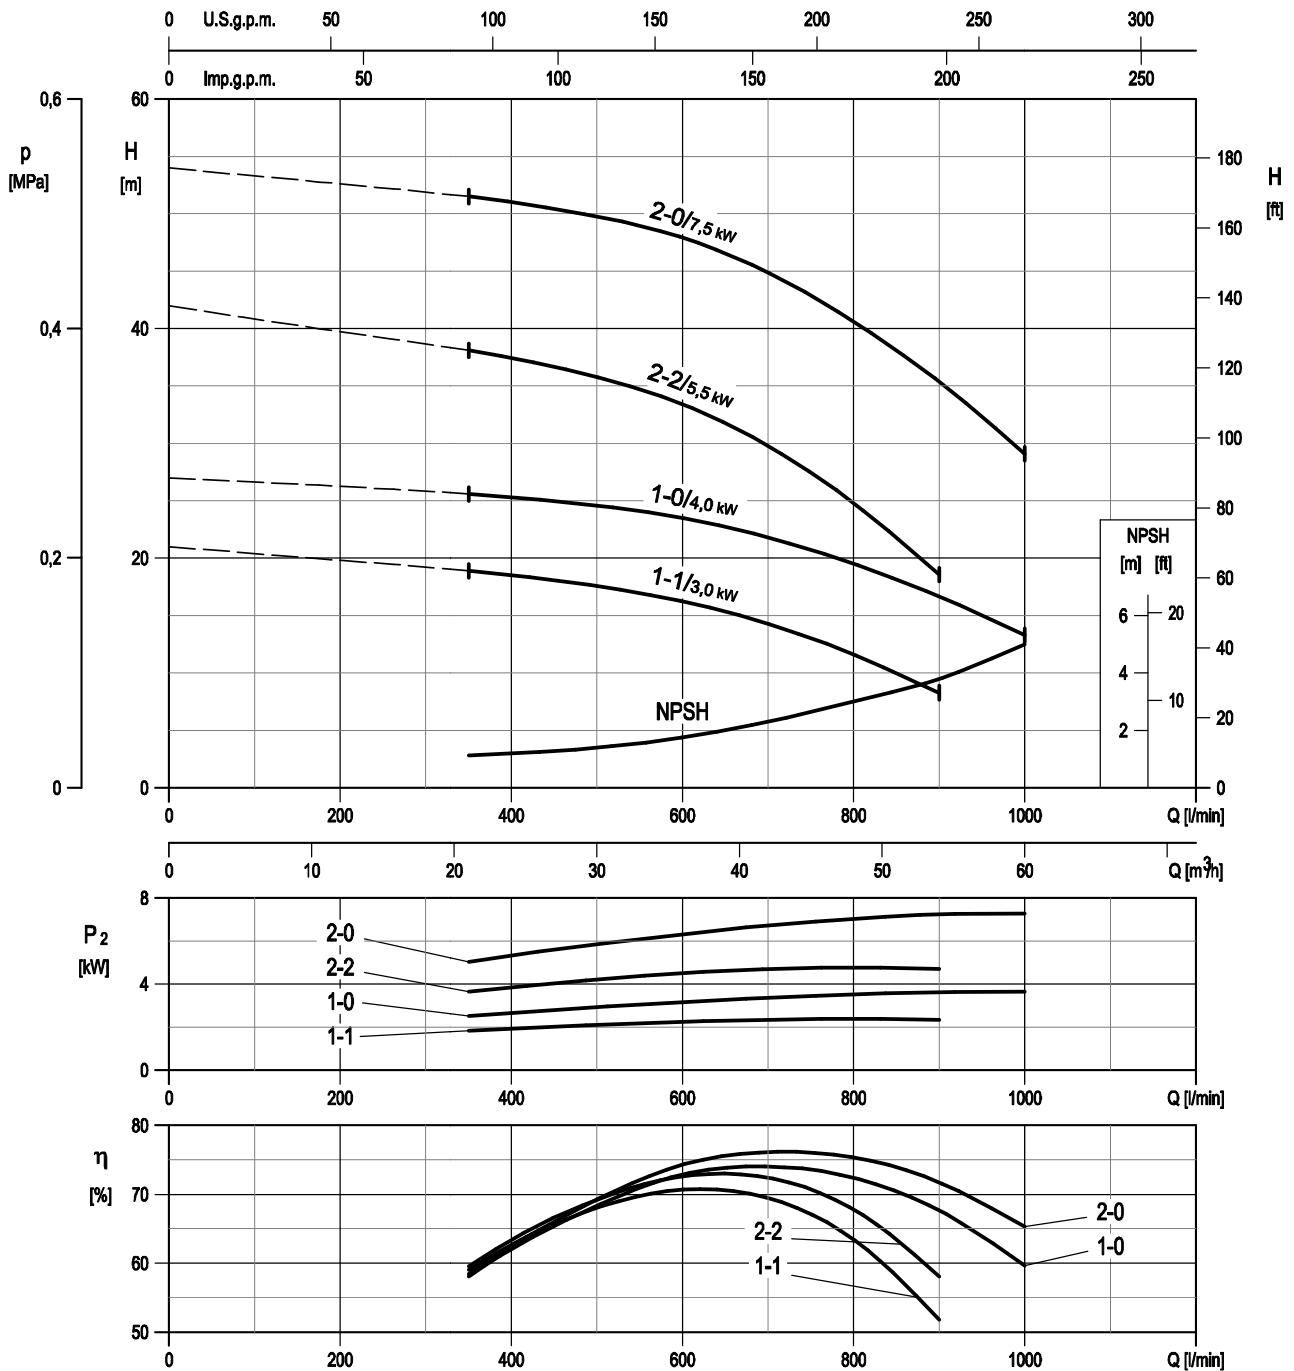 0 U.S.g.p.m. 50 100 150 200 250 300
0 Imp.g.p.m. 50 100 150 200 250
0,6 60
p H
[MPa] [m]
180
H
[ft]
2-0/7,5 kW
160
140
0,4 40
120
2-2/5,5 kW
100
1-0/4,0 kW
80
NPSH
[m] [ft]
0,2 20
1-1/3,0 kW
60
6 20
40
4
10
NPSH
20
2
0 0 0
0 200 400 600 800 1000 Q [l/min]
0 10 20 30 40 50 60 Q [m³/h]
8
P2
[kW]
2-0
2-2
4
1-0
1-1
0
0 200 400 600 800 1000 Q [l/min]
80
η
[%]
70
2-0
2-2
1-0
60
1-1
50
0 200 400 600 800 1000 Q [l/min]